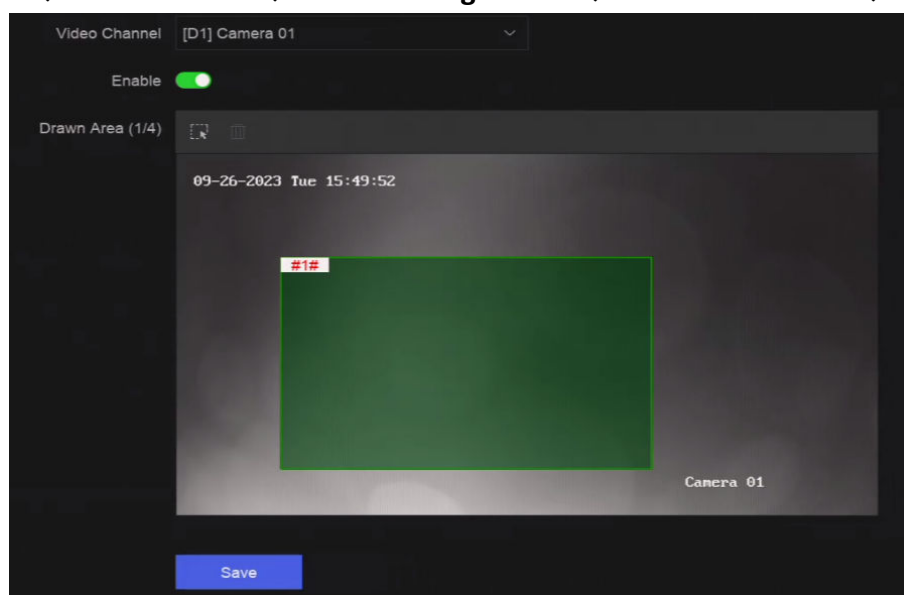 Video Channel [D1] Camera 01
Enable
Drawn Area (1/4)
09-26-2023 Tue 15:49:52
#1#
Camera 01
Save